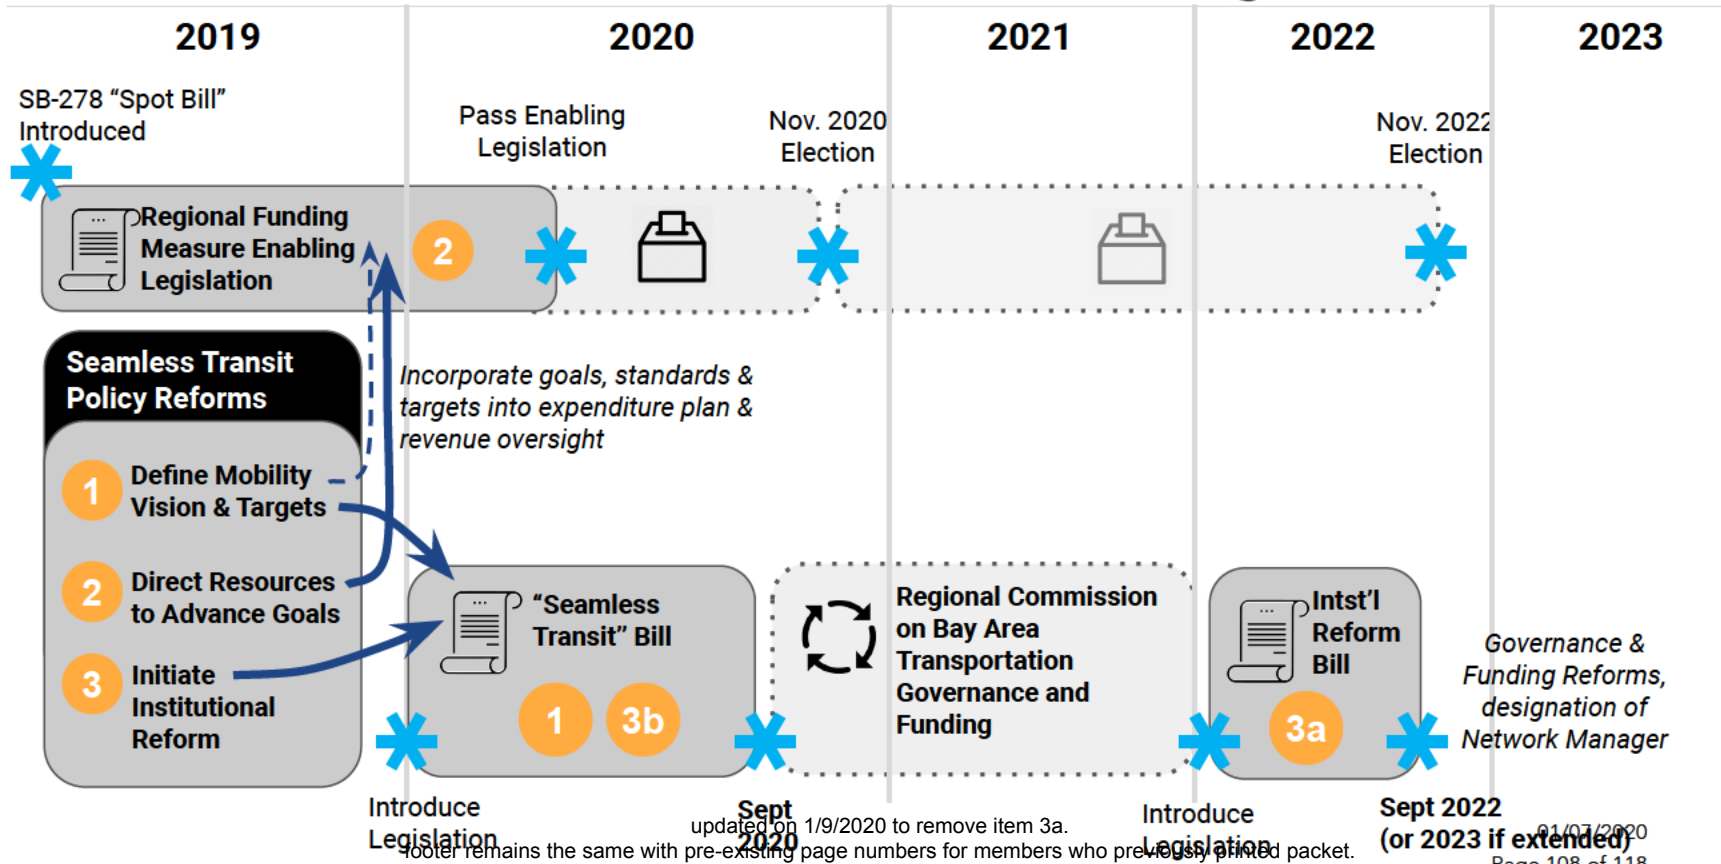 2019
2020
2021
2022
2023
SB-278 “Spot Bill”
Introduced
Pass Enabling
Legislation
Nov. 2020
Election
Nov. 2022
Election
Regional Funding
Measure Enabling
Legislation
2
Seamless Transit
Policy Reforms
Incorporate goals, standards &
targets into expenditure plan &
revenue oversight
1
Define Mobility
Vision & Targets
2
Direct Resources
to Advance Goals
3
Initiate
Institutional
Reform
“Seamless
Transit” Bill
1
3b
Regional Commission
on Bay Area
Transportation
Governance and
Funding
Intst’l
Reform
Bill
3a
Governance &
Funding Reforms,
designation of
Network Manager
Introduce
Legislation
Sept
2020
Introduce
Legislation
Sept 2022
(or 2023 if extended)
updated on 1/9/2020 to remove item 3a.
footer remains the same with pre-existing page numbers for members who previously printed packet.
01/07/2020
Page 108 of 118